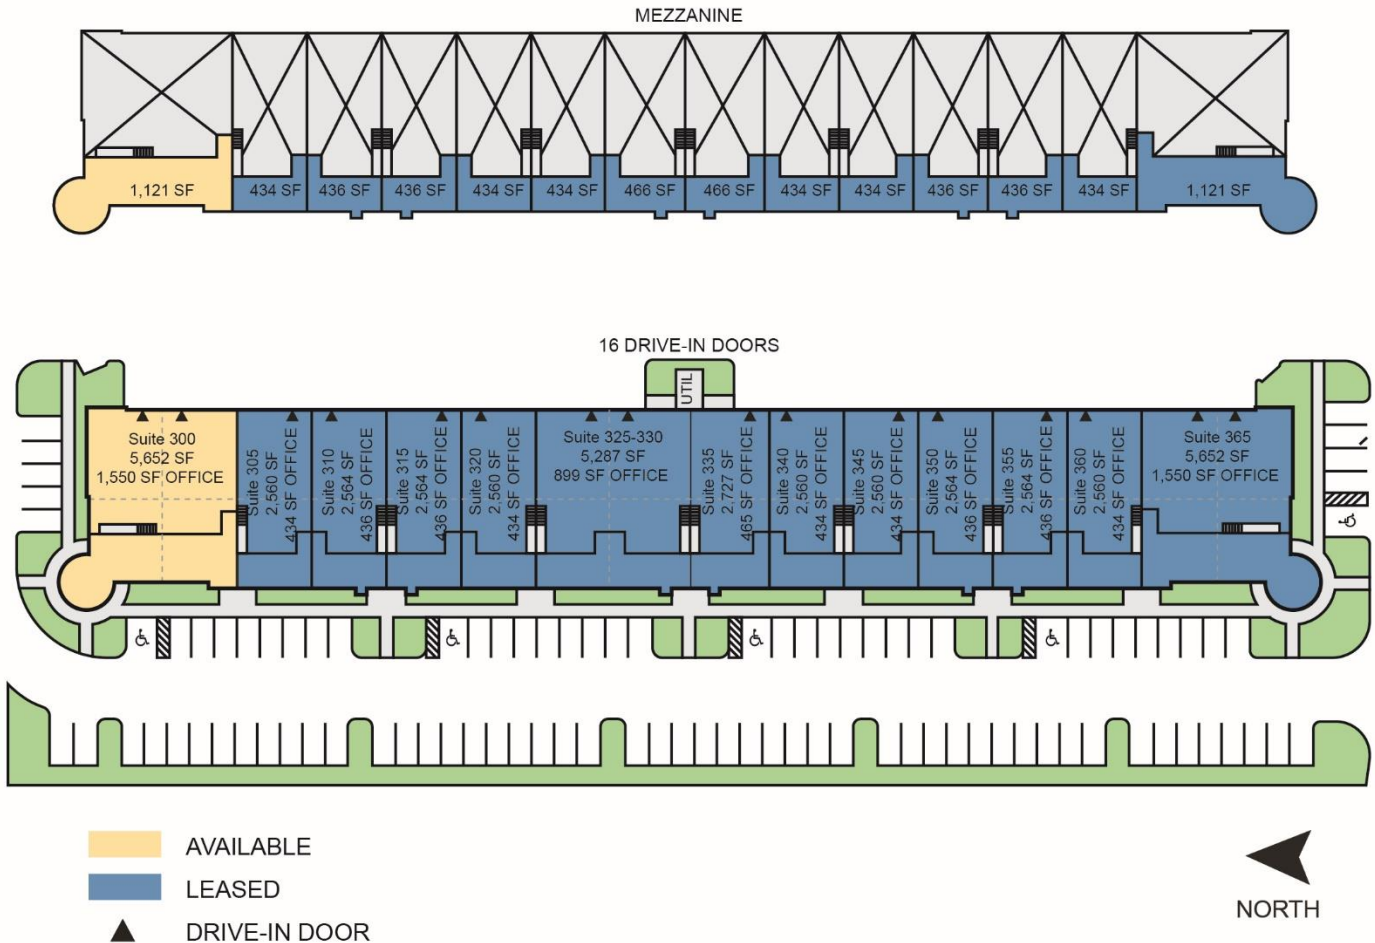 MEZZANINE
1,121 SF
434 SF
436 SF
436 SF
434 SF
434 SF
466 SF
466 SF
434 SF
434 SF
436 SF
436 SF
434 SF
1,121 SF
16 DRIVE-IN DOORS
UTIL
Suite 300
5,652 SF
1,550 SF OFFICE
Suite 305
2,560 SF
434 SF OFFICE
Suite 310
2,564 SF
436 SF OFFICE
Suite 315
2,564 SF
436 SF OFFICE
Suite 320
2,560 SF
434 SF OFFICE
Suite 325-330
5,287 SF
899 SF OFFICE
Suite 335
2,727 SF
465 SF OFFICE
Suite 340
2,560 SF
434 SF OFFICE
Suite 345
2,560 SF
434 SF OFFICE
Suite 350
2,564 SF
436 SF OFFICE
Suite 355
2,564 SF
436 SF OFFICE
Suite 360
2,560 SF
434 SF OFFICE
Suite 365
5,652 SF
1,550 SF OFFICE
AVAILABLE
LEASED
DRIVE-IN DOOR
NORTH